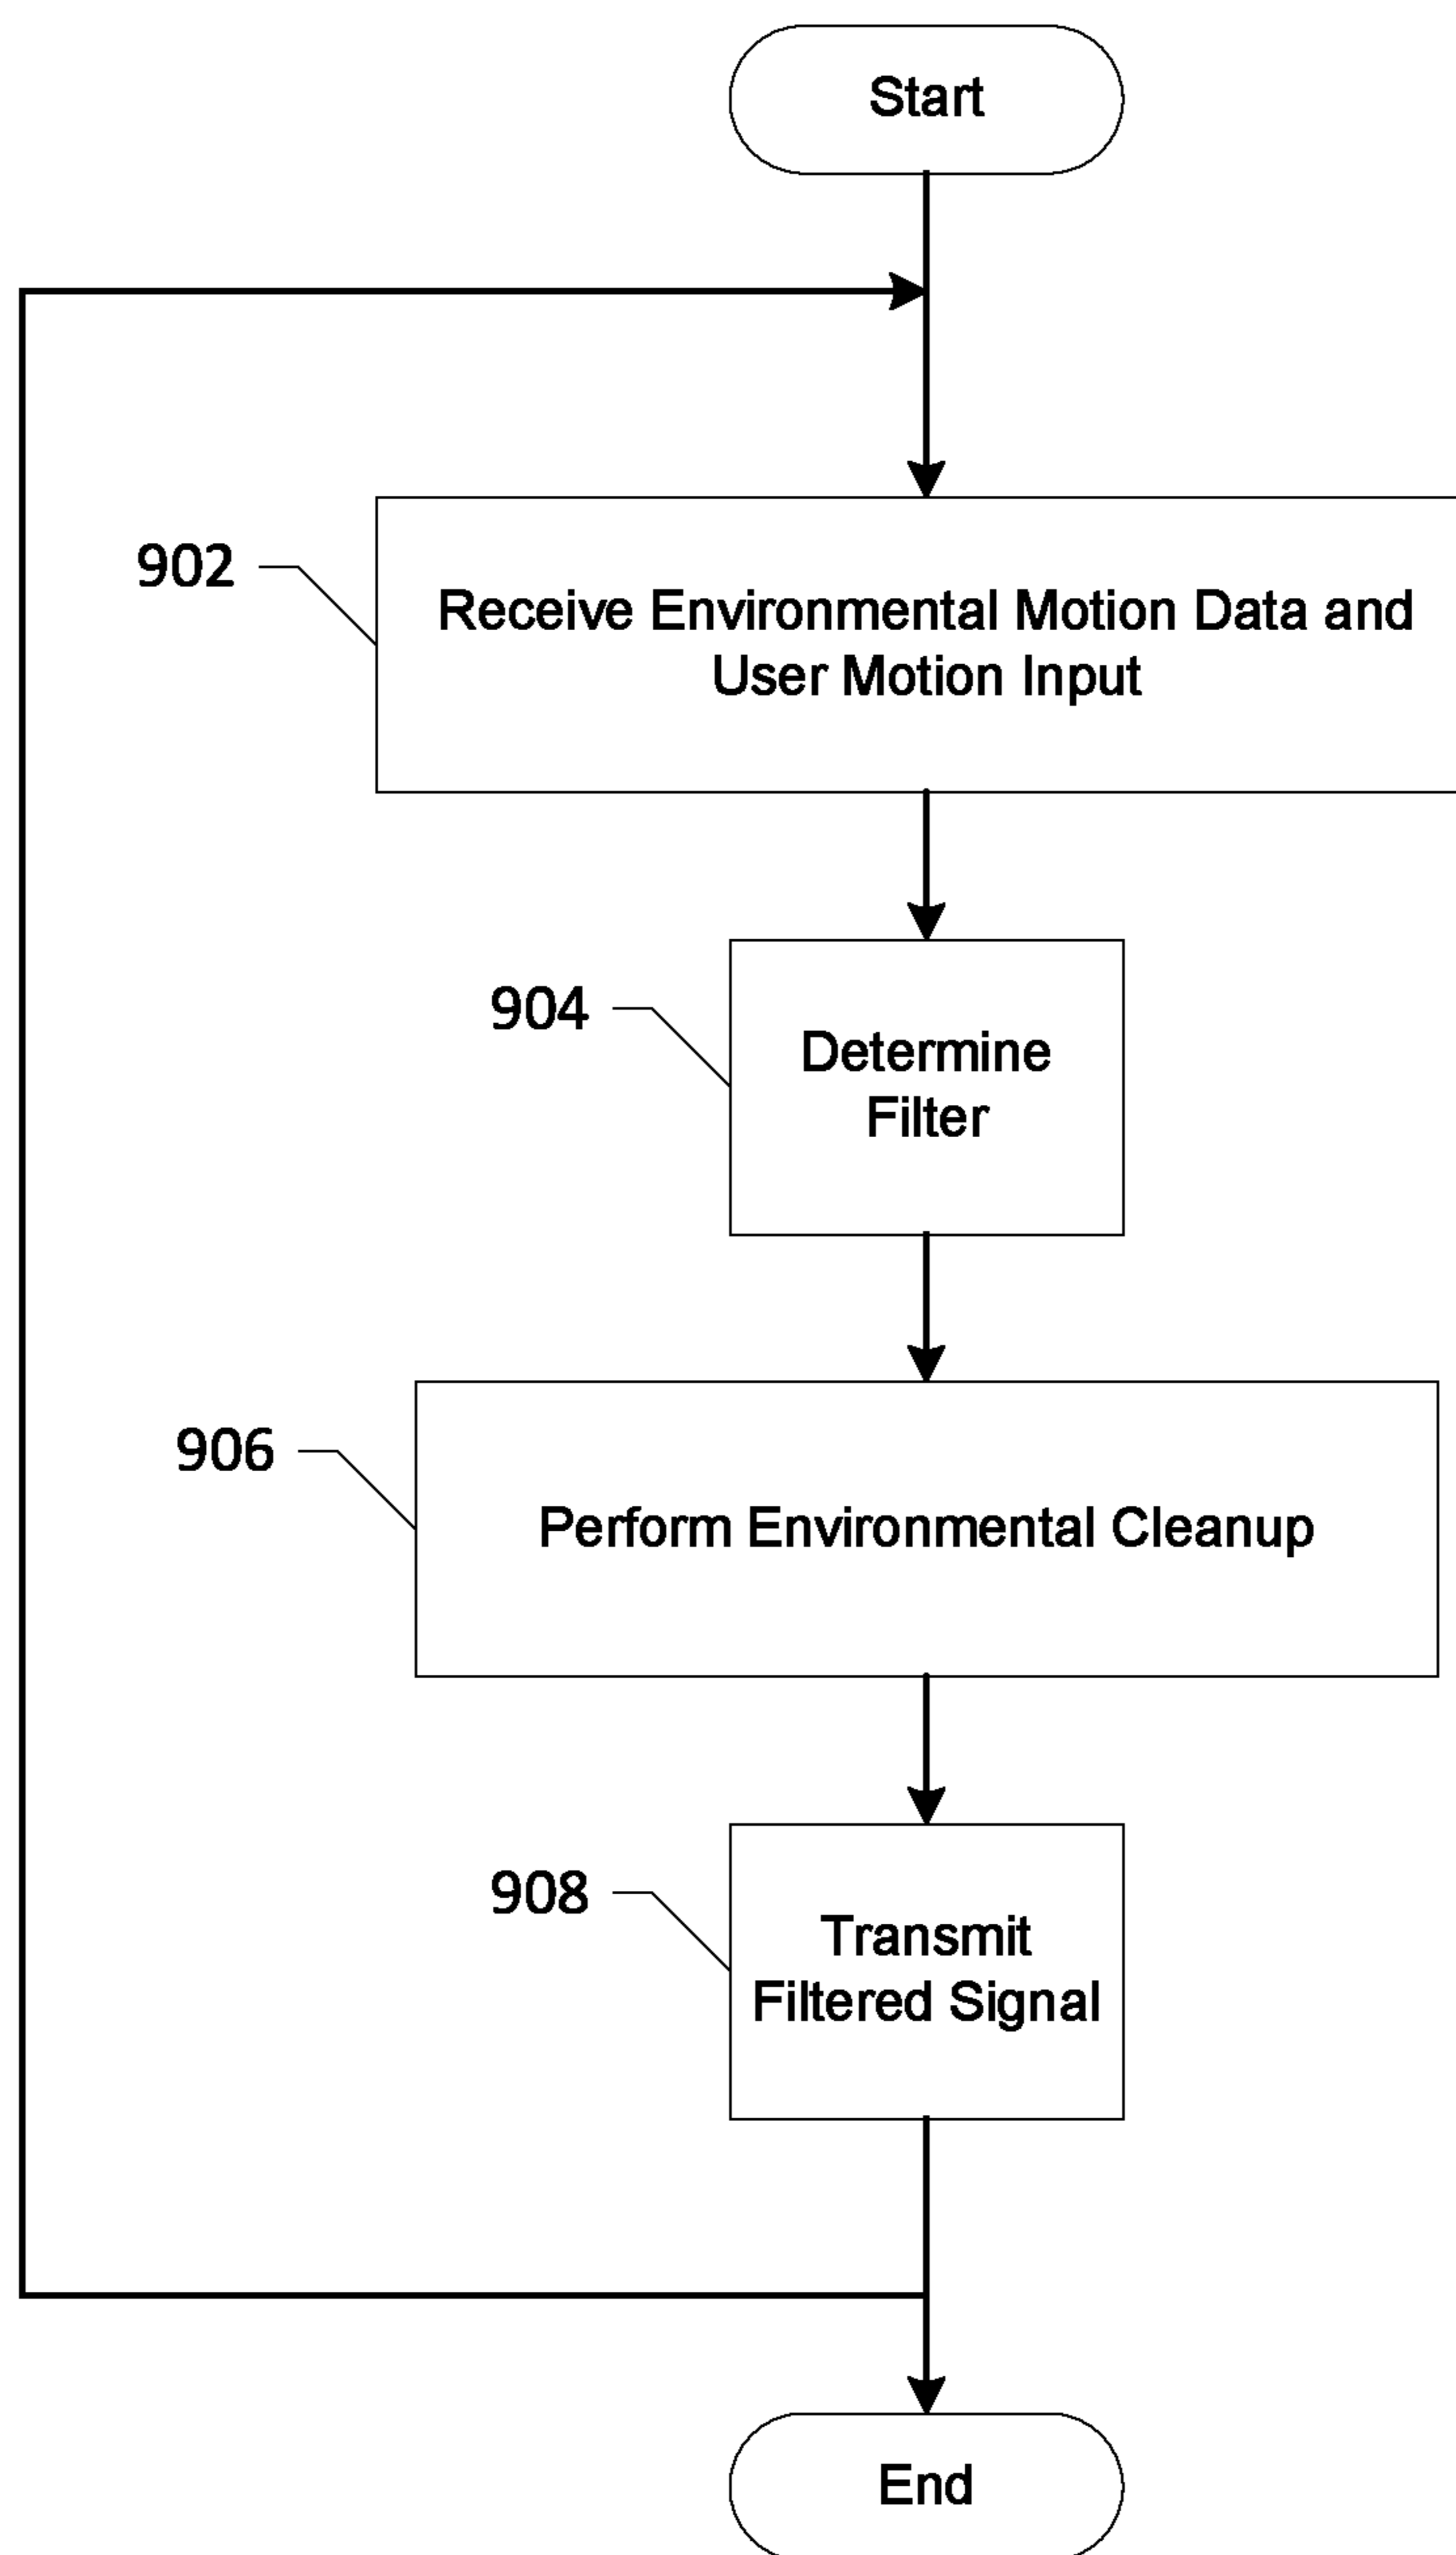 Start
902
Receive Environmental Motion Data and
User Motion Input
904
Determine
Filter
906
Perform Environmental Cleanup
908
Transmit
Filtered Signal
End